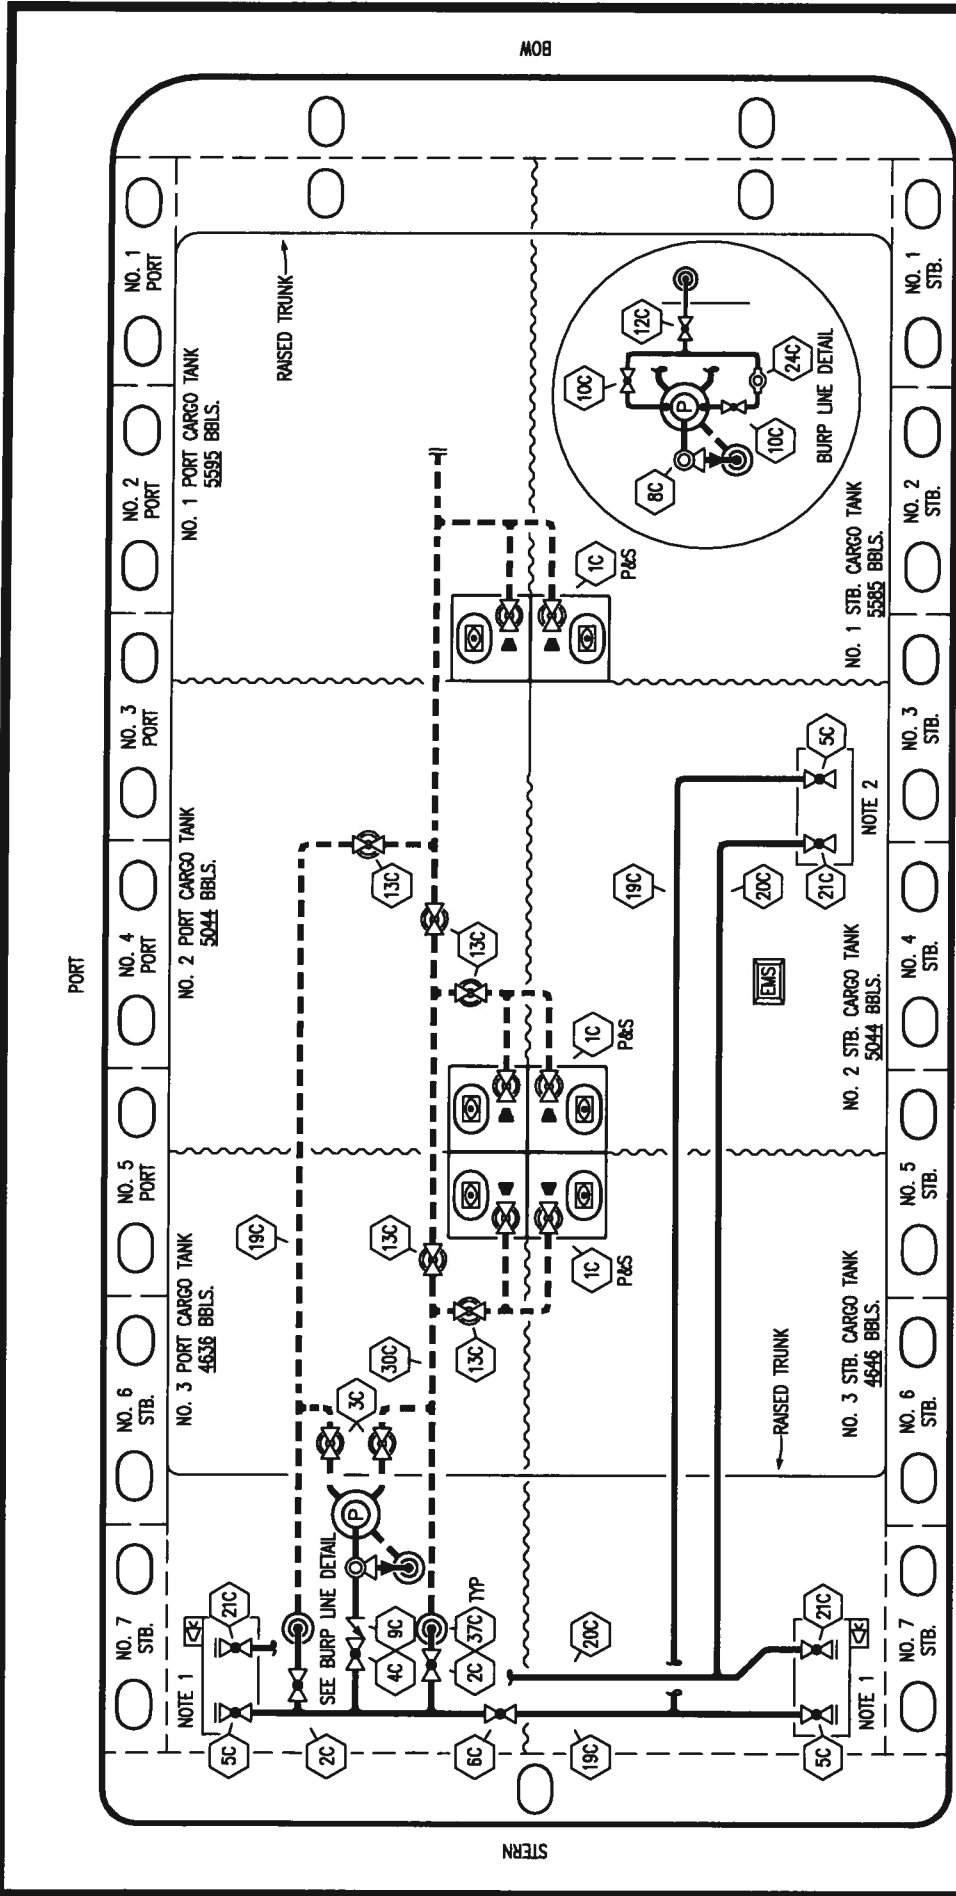 BOW
PORT
STERN
NO. 1
PORT
NO. 2
PORT
NO. 3
PORT
NO. 4
PORT
NO. 5
PORT
NO. 6
STB.
NO. 7
STB.
NO. 1 PORT CARGO TANK
5595 BBLS.
RAISED TRUNK
NO. 2 PORT CARGO TANK
5044 BBLS.
NO. 3 PORT CARGO TANK
4636 BBLS.
12C
10C
P
24C
10C
8C
BURP LINE DETAIL
1C
P&S
13C
13C
1C
P&S
19C
13C
1C
P&S
13C
30C
3C
P
SEE BURP LINE DETAIL
9C
4C
37C TYP
2C
21C
NOTE 1
5C
2C
6C
19C
20C
5C
21C
NOTE 2
19C
20C
EMS
RAISED TRUNK
21C
NOTE 1
5C
NO. 1 STB. CARGO TANK
5585 BBLS.
NO. 2 STB. CARGO TANK
5044 BBLS.
NO. 3 STB. CARGO TANK
4646 BBLS.
NO. 1
STB.
NO. 2
STB.
NO. 3
STB.
NO. 4
STB.
NO. 5
STB.
NO. 6
STB.
NO. 7
STB.